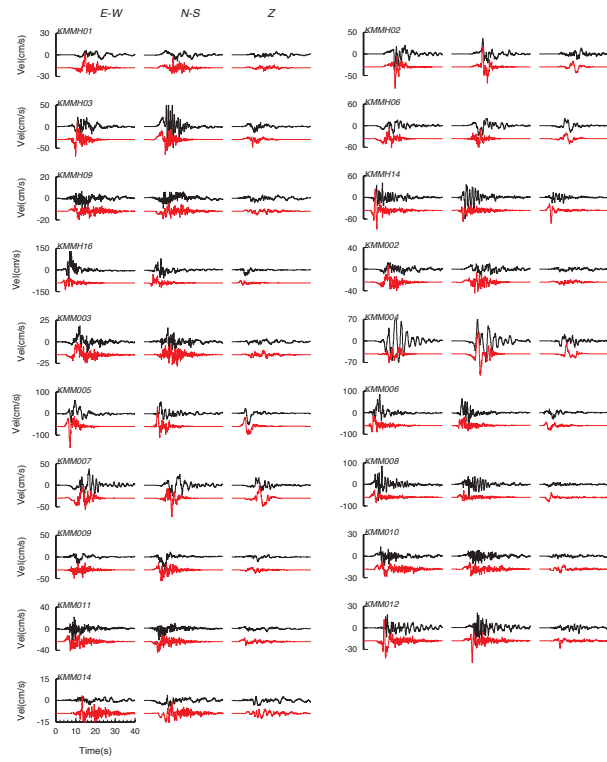 E-W N-S Z
KMMH01
30
0
-30
Vel(cm/s)
KMMH02
50
0
-50
KMMH03
50
0
-50
Vel(cm/s)
KMMH06
60
0
-60
KMMH09
20
0
-20
Vel(cm/s)
KMMH14
60
0
-60
KMMH16
150
0
-150
Vel(cm/s)
KMM002
40
0
-40
KMM003
25
0
-25
Vel(cm/s)
KMM004
70
0
-70
KMM005
100
0
-100
Vel(cm/s)
KMM006
100
0
-100
KMM007
50
0
-50
Vel(cm/s)
KMM008
100
0
-100
KMM009
50
0
-50
Vel(cm/s)
KMM010
30
0
-30
KMM011
40
0
-40
Vel(cm/s)
KMM012
30
0
-30
KMM014
15
0
-15
Vel(cm/s)
0 10 20 30 40
Time(s)